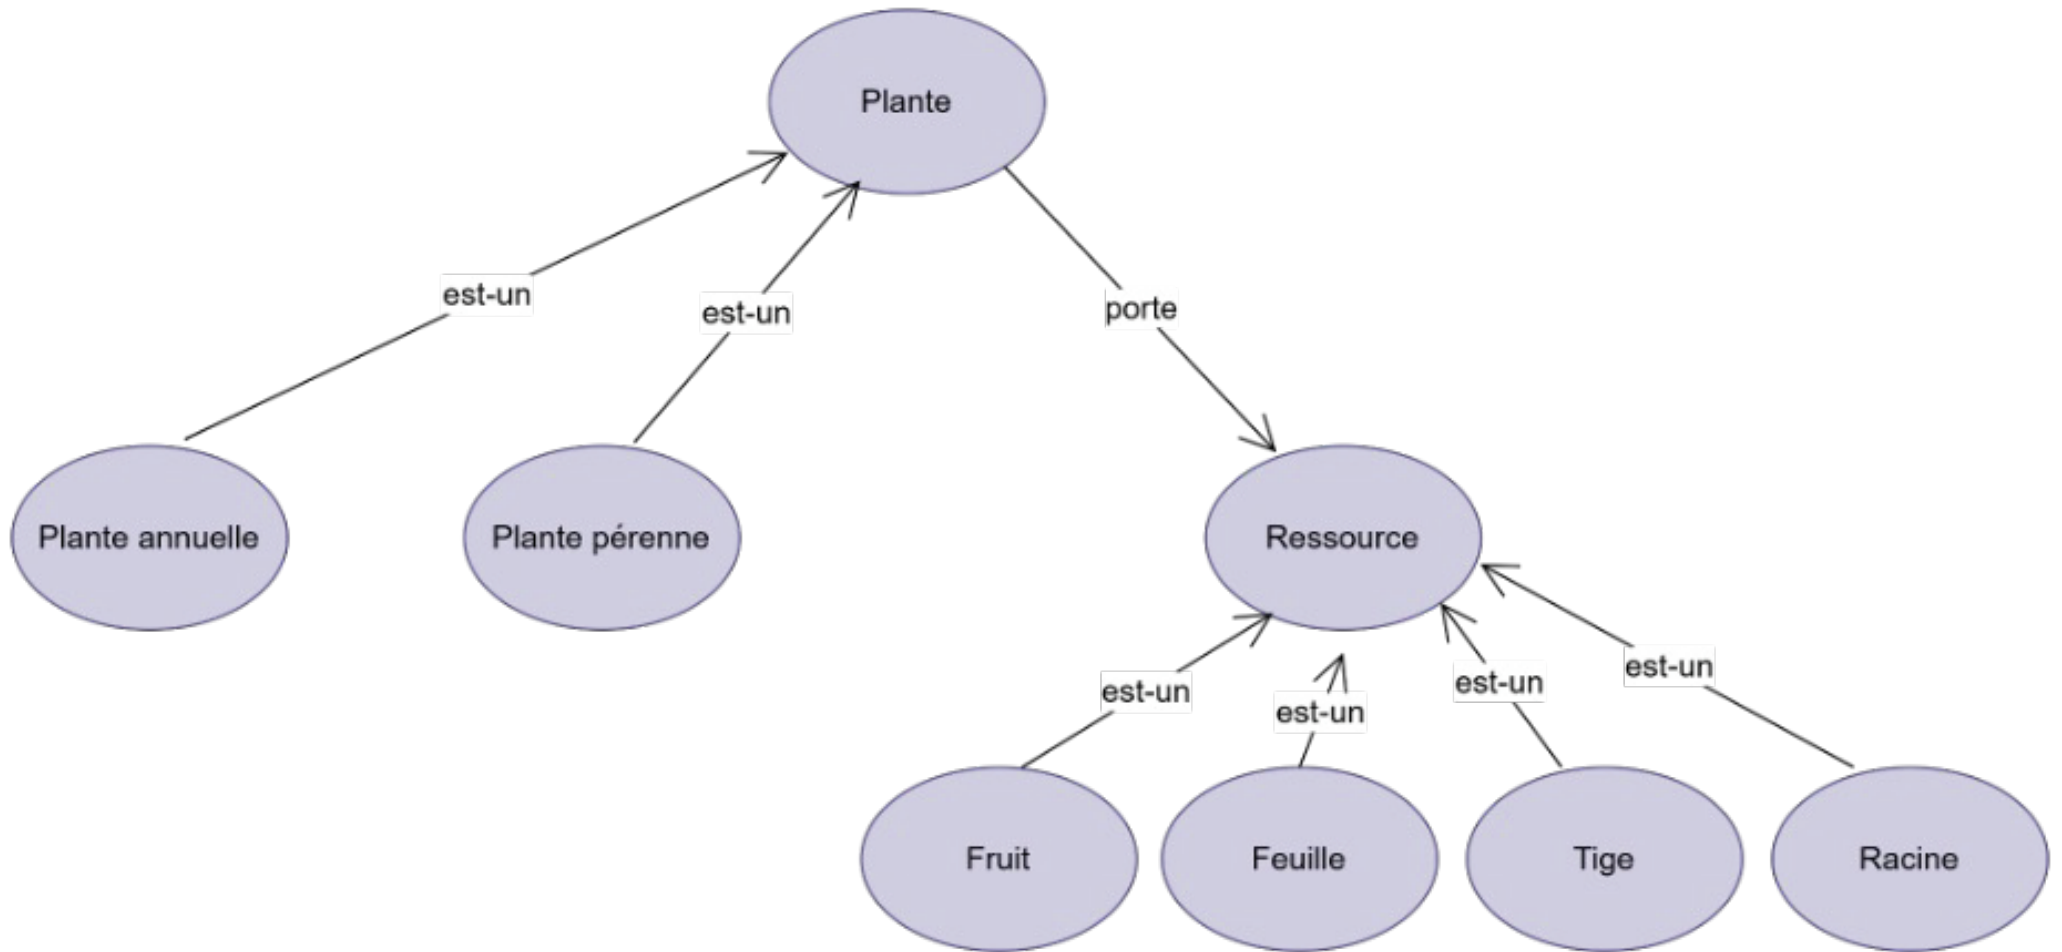 Plante
est-un
est-un
porte
Plante annuelle
Plante pérenne
Ressource
est-un
est-un
est-un
est-un
Fruit
Feuille
Tige
Racine